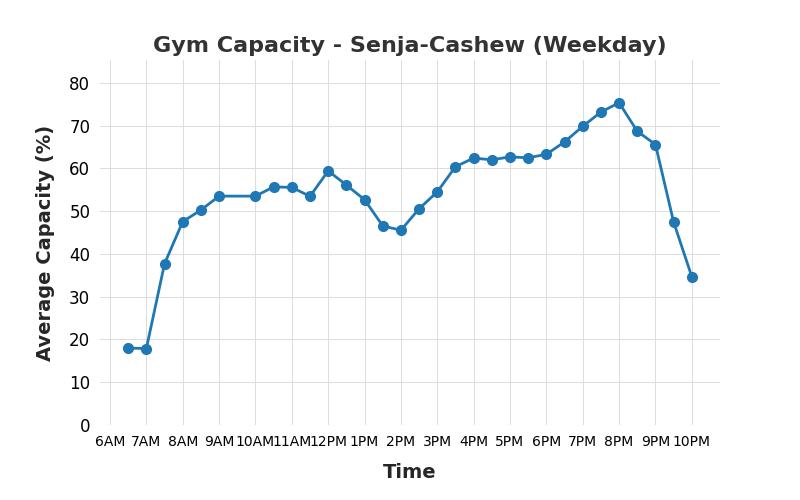 Gym Capacity - Senja-Cashew (Weekday)
Average Capacity (%)
80
70
60
50
40
30
20
10
0
6AM 7AM 8AM 9AM 10AM 11AM 12PM 1PM 2PM 3PM 4PM 5PM 6PM 7PM 8PM 9PM 10PM
Time